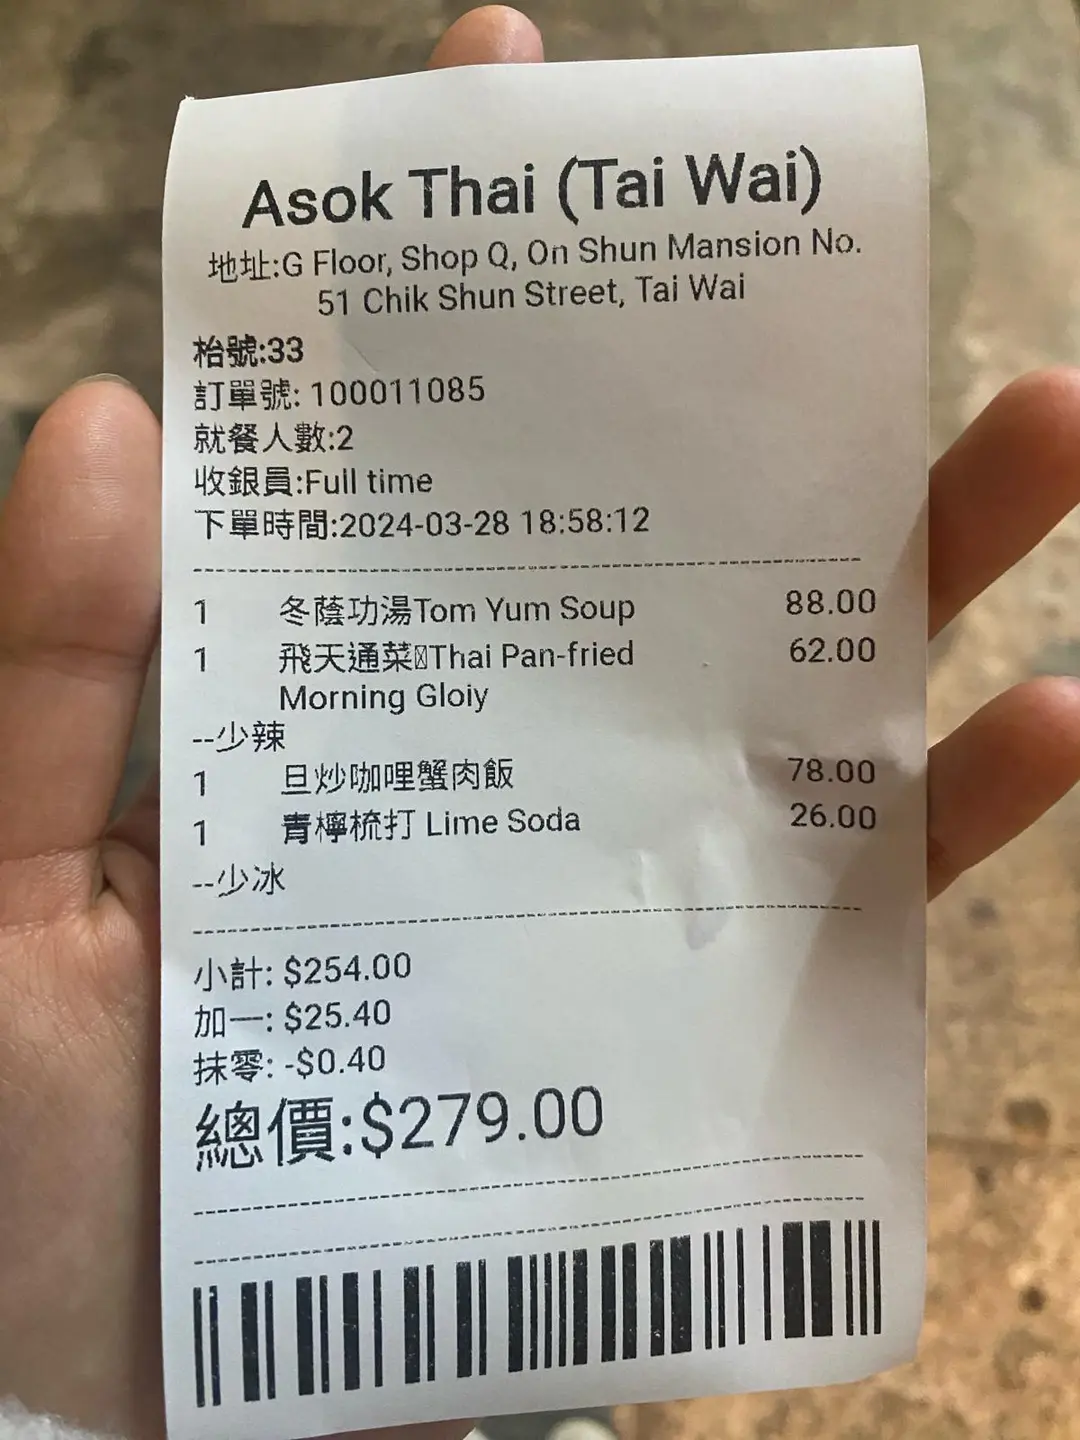 Asok Thai (Tai Wai)
地址:G Floor, Shop Q, On Shun Mansion No.
51 Chik Shun Street, Tai Wai
枱號:33
訂單號: 100011085
就餐人數:2
收銀員:Full time
下單時間:2024-03-28 18:58:12
1 冬蔭功湯Tom Yum Soup 88.00
1 飛天通菜Thai Pan-fried 62.00
Morning Gloiy
--少辣
1 旦炒咖哩蟹肉飯 78.00
1 青檸梳打 Lime Soda 26.00
--少冰
小計: $254.00
加一: $25.40
抹零: -$0.40
總價:$279.00